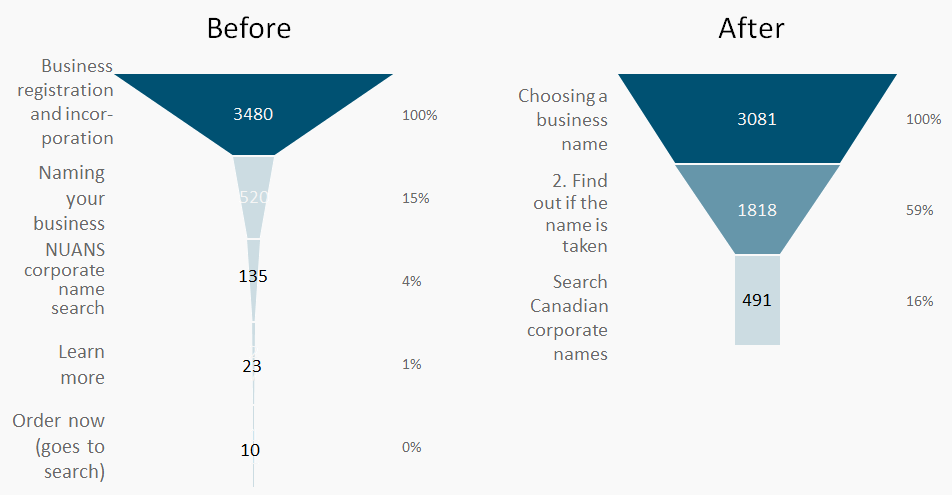 Before
Business
registration
and incor-
poration
3480
100%
Naming
your
business
520
15%
NUANS
corporate
name
search
135
4%
Learn
more
23
1%
Order now
(goes to
search)
10
0%
After
Choosing a
business
name
3081
100%
2. Find
out if the
name is
taken
1818
59%
Search
Canadian
corporate
names
491
16%